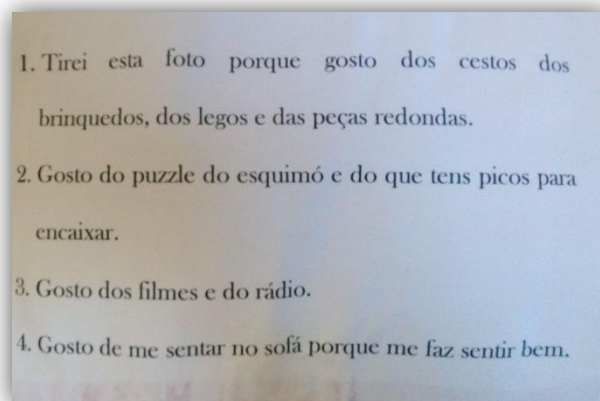 1. Tirei esta foto porque gosto dos cestos dos
brinquedos, dos legos e das peças redondas.
2. Gosto do puzzle do esquimó e do que tens picos para
encaixar.
3. Gosto dos filmes e do rádio.
4. Gosto de me sentar no sofá porque me faz sentir bem.